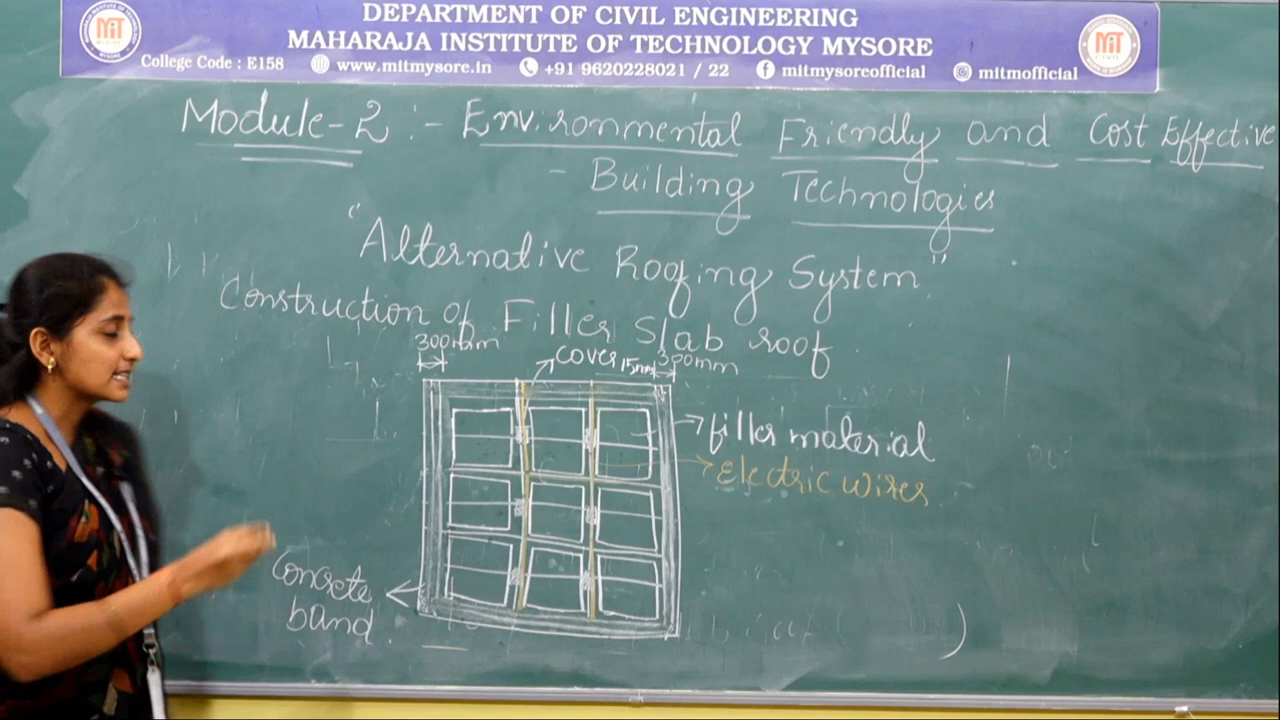 DEPARTMENT OF CIVIL ENGINEERING
MAHARAJA INSTITUTE OF TECHNOLOGY MYSORE
College Code : E158 www.mitmysore.in +91 9620228021 / 22 mitmysoreofficial mitmofficial
MIT
MIT
Module-2 :- Environmental Friendly and Cost Effective
- Building Technologies
"Alternative Roofing System"
Construction of Filler Slab roof
300mm
cover 15mm 300mm
filler material
Electric wires
Concrete
band.